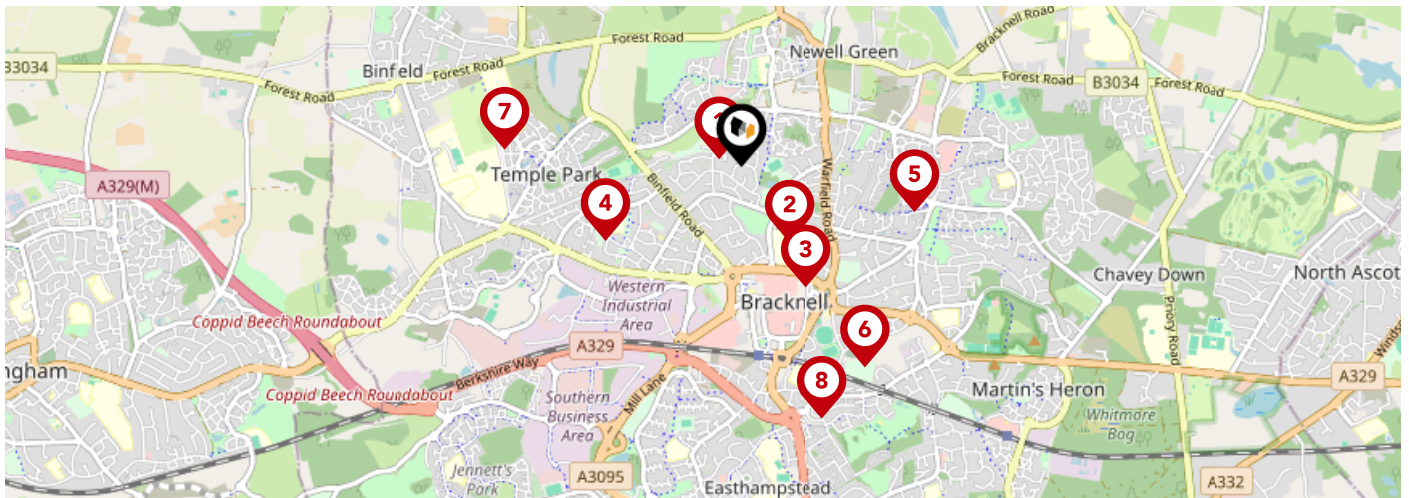 Forest Road
Bracknell Road
Newell Green
B3034
Binfeld
Forest Road
Forest Road
Forest Road
B3034
7
5
A329(M)
Temple Park
Binfield Road
Warfield Road
4
2
3
Chavey Down
North Ascot
Western
Industrial
Area
Bracknell
Priory Road
Coppid Beech Roundabout
6
A329
Berkshire Way
ngham
Coppid Beech Roundabout
8
Martin's Heron
A329
Mill Lane
Southern
Business
Area
Whitmore
Bog
Jennett's
Park
A3095
Easthampstead
A332